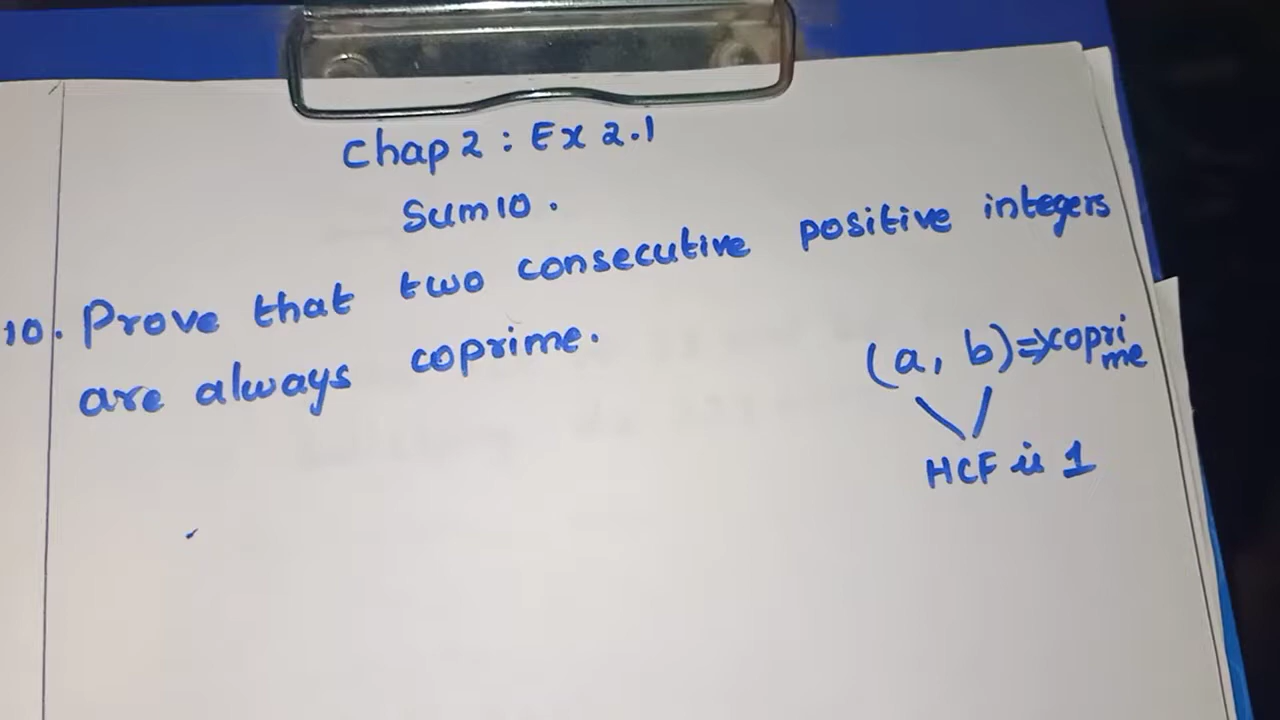 Chap 2 : Ex 2.1
Sum 10 .
10. Prove that two consecutive positive integers
are always coprime.
(a, b) => coprime
HCF is 1